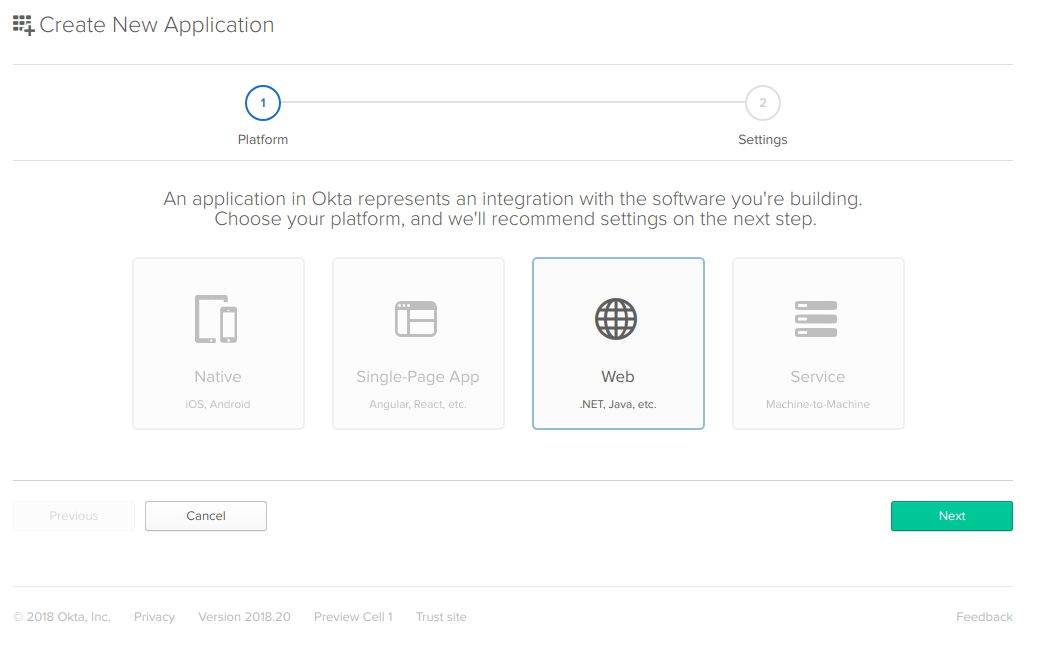 Create New Application
1
2
Platform
Settings
An application in Okta represents an integration with the software you're building.
Choose your platform, and we'll recommend settings on the next step.
Native
iOS, Android
Single-Page App
Angular, React, etc.
Web
.NET, Java, etc.
Service
Machine-to-Machine
Previous
Cancel
Next
© 2018 Okta, Inc. Privacy Version 2018.20 Preview Cell 1 Trust site Feedback